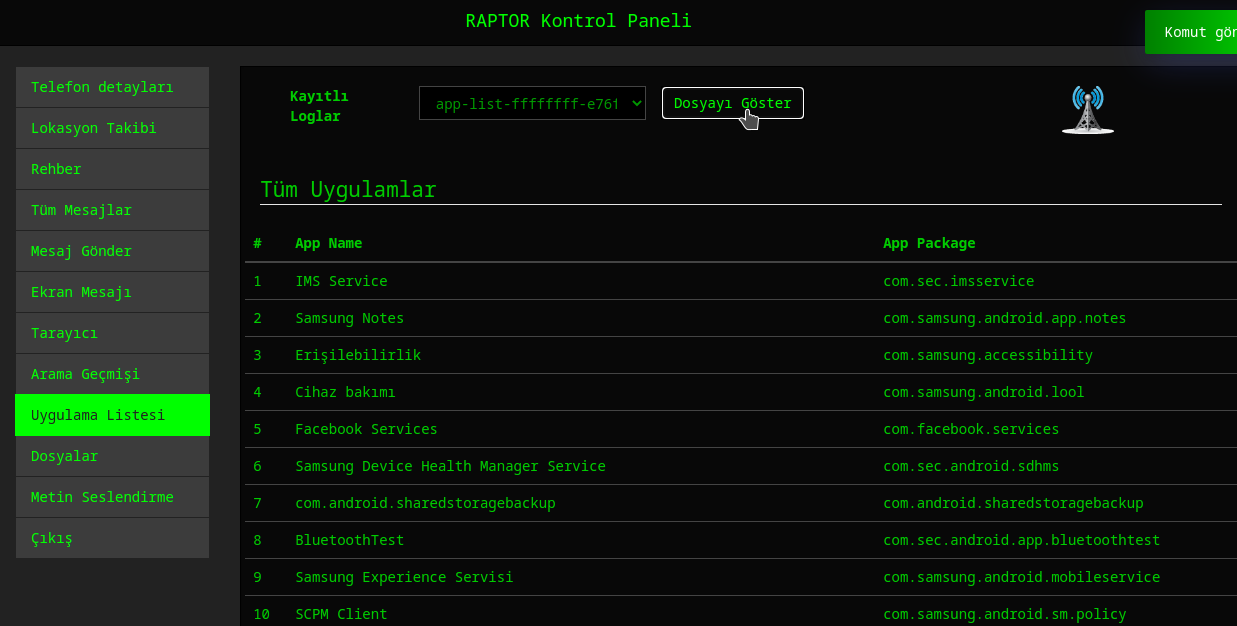 RAPTOR Kontrol Paneli
Komut gör
Telefon detayları
Lokasyon Takibi
Rehber
Tüm Mesajlar
Mesaj Gönder
Ekran Mesajı
Tarayıcı
Arama Geçmişi
Uygulama Listesi
Dosyalar
Metin Seslendirme
Çıkış
Kayıtlı
Loglar
app-list-ffffffff-e76f
Dosyayı Göster
Tüm Uygulamlar
# App Name App Package
1 IMS Service com.sec.imsservice
2 Samsung Notes com.samsung.android.app.notes
3 Erişilebilirlik com.samsung.accessibility
4 Cihaz bakımı com.samsung.android.lool
5 Facebook Services com.facebook.services
6 Samsung Device Health Manager Service com.sec.android.sdhms
7 com.android.sharedstoragebackup com.android.sharedstoragebackup
8 BluetoothTest com.sec.android.app.bluetoothtest
9 Samsung Experience Servisi com.samsung.android.mobileservice
10 SCPM Client com.samsung.android.sm.policy